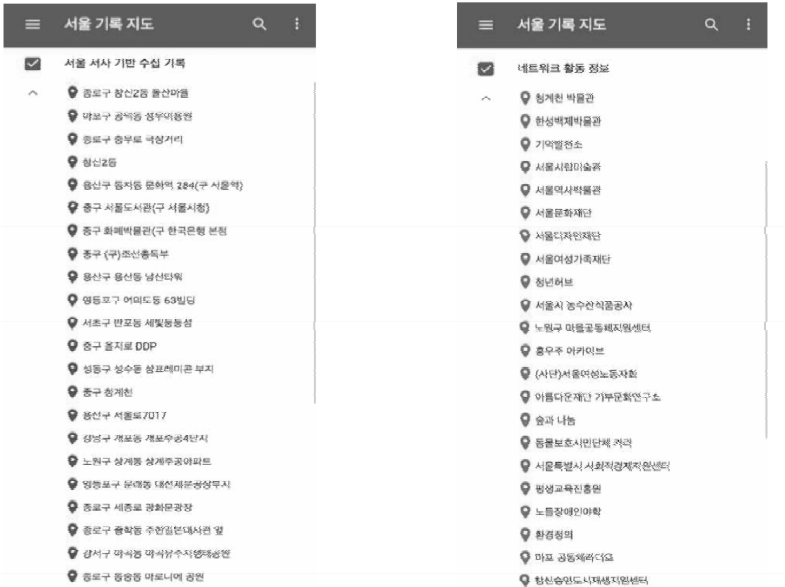 서울 기록 지도
서울 서사 기반 수집 기록
종로구 창신2동 돌산마을
마포구 공덕동 성우이용원
종로구 충무로 극장거리
창신2동
용산구 동자동 문화역 284(구 서울역)
중구 서울도서관(구 서울시청)
중구 화폐박물관(구 한국은행 본점
중구 (구)조선총독부
용산구 용산동 남산타워
영등포구 여의도동 63빌딩
서초구 반포동 세빛둥둥섬
중구 을지로 DDP
성동구 성수동 삼표레미콘 부지
중구 청계천
용산구 서울로7017
강남구 개포동 개포주공4단지
노원구 상계동 상계주공아파트
영등포구 문래동 대선제분공장부지
종로구 세종로 광화문광장
종로구 중학동 주한일본대사관 옆
강서구 마곡동 마곡유수지생태공원
종로구 동숭동 마로니에 공원
서울 기록 지도
네트워크 활동 정보
청계천 박물관
한성백제박물관
기억발전소
서울시립미술관
서울역사박물관
서울문화재단
서울디자인재단
서울여성가족재단
청년허브
서울시 농수산식품공사
노원구 마을공동체지원센터
홍우주 아카이브
(사단)서울여성노동자회
아름다운재단 기부문화연구소
숲과 나눔
동물보호시민단체 카라
서울특별시 사회적경제지원센터
평생교육진흥원
노들장애인야학
환경정의
마포 공동체라디오
창신숭인도시재생지원센터